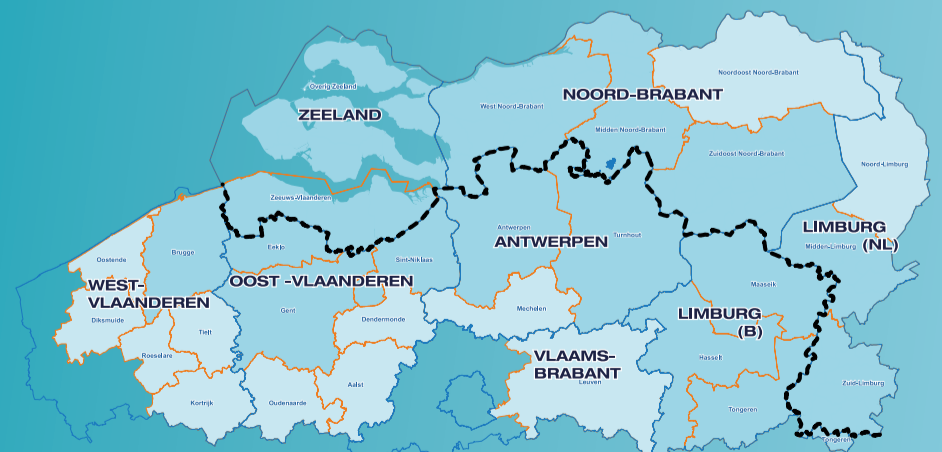 Noordoost Noord-Brabant
Overig-Zeeland
NOORD-BRABANT
West Noord-Brabant
ZEELAND
Midden Noord-Brabant
Zuidoost Noord-Brabant
Noord-Limburg
Zeeuws-Vlaanderen
Antwerpen
LIMBURG
(NL)
Turnhout
ANTWERPEN
Eeklo
Midden-Limburg
Brugge
Oostende
Sint-Niklaas
WEST-
VLAANDEREN
OOST -VLAANDEREN
Maaseik
Gent
Mechelen
LIMBURG
(B)
Diksmuide
Dendermonde
Tielt
Roeselare
VLAAMS-
BRABANT
Hasselt
Leuven
Aalst
Zuid-Limburg
Kortrijk
Oudenaarde
Tongeren
Tongeren